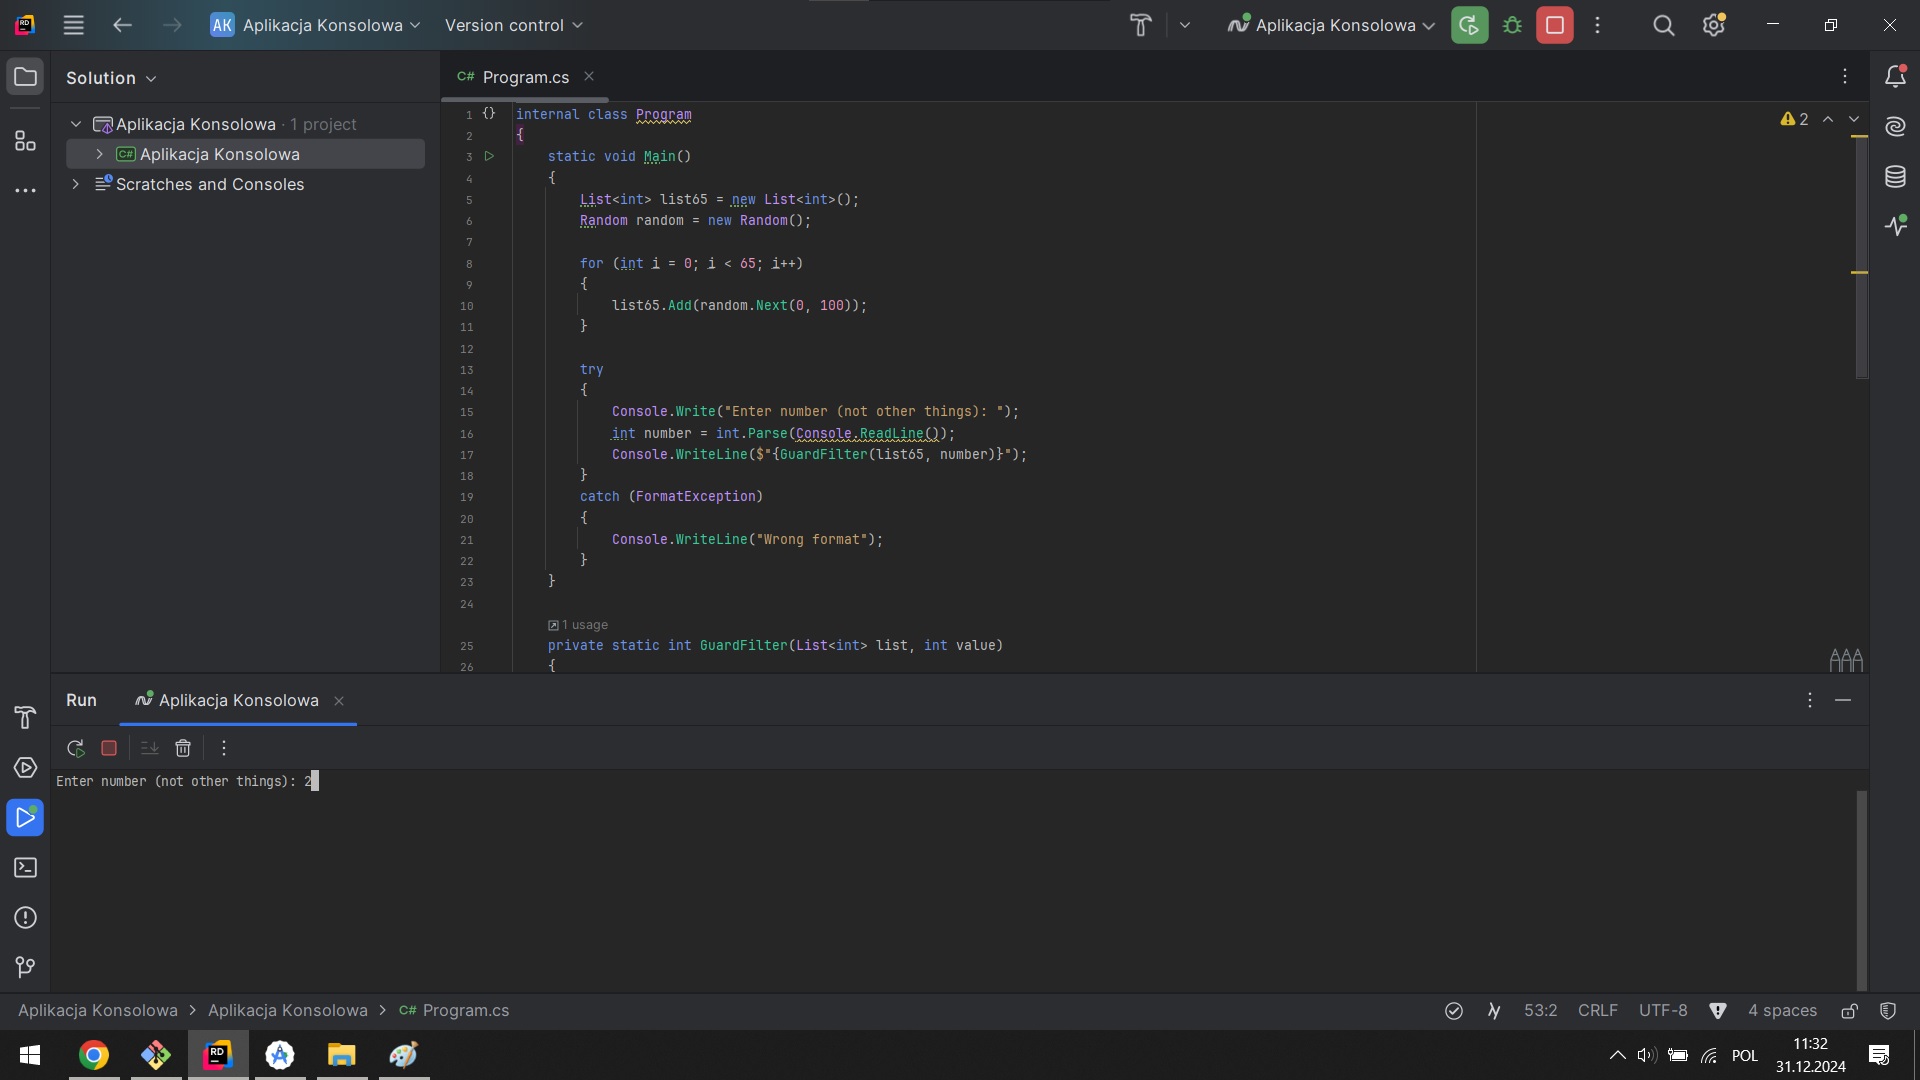 AK Aplikacja Konsolowa Version control Aplikacja Konsolowa
Solution
C# Program.cs
Aplikacja Konsolowa · 1 project
C# Aplikacja Konsolowa
Scratches and Consoles
2
1 {} internal class Program
2 {
3 static void Main()
4 {
5 List<int> list65 = new List<int>();
6 Random random = new Random();
7
8 for (int i = 0; i < 65; i++)
9 {
10 list65.Add(random.Next(0, 100));
11 }
12
13 try
14 {
15 Console.Write("Enter number (not other things): ");
16 int number = int.Parse(Console.ReadLine());
17 Console.WriteLine($"{GuardFilter(list65, number)}");
18 }
19 catch (FormatException)
20 {
21 Console.WriteLine("Wrong format");
22 }
23 }
24
1 usage
25 private static int GuardFilter(List<int> list, int value)
26 {
Run Aplikacja Konsolowa
Enter number (not other things): 2
Aplikacja Konsolowa > Aplikacja Konsolowa > C# Program.cs 53:2 CRLF UTF-8 4 spaces
RD
POL
11:32
31.12.2024